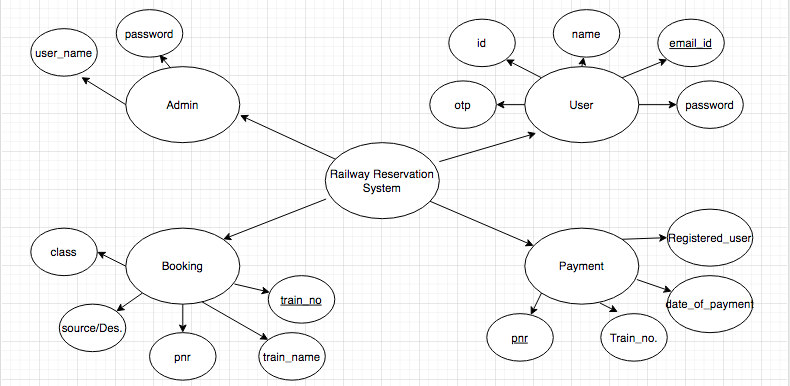 password
name
id
email_id
user_name
Admin
User
otp
password
Railway Reservation
System
Registered_user
class
Booking
Payment
train_no
date_of_payment
source/Des.
pnr
Train_no.
pnr
train_name